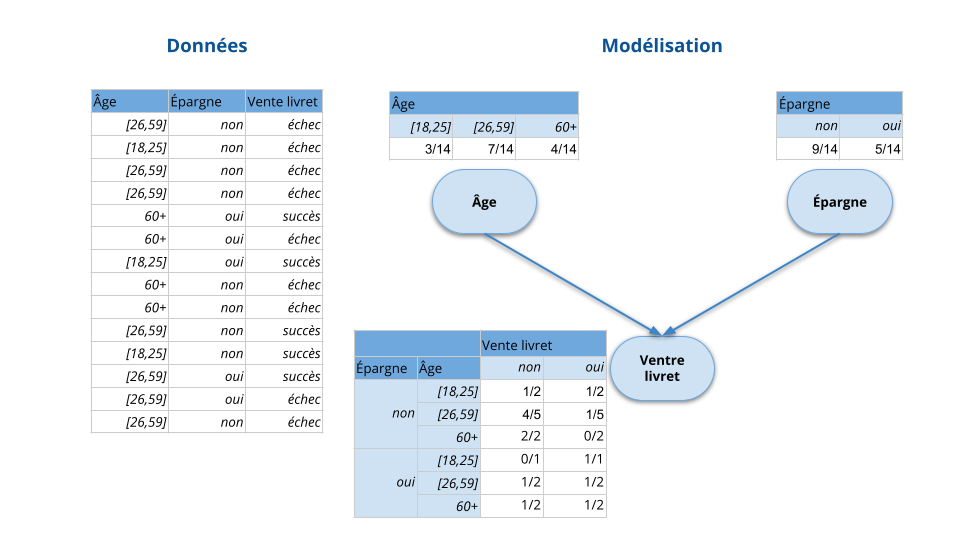 Données
Modélisation
Âge Épargne Vente livret
[26,59] non échec
[18,25] non échec
[26,59] non échec
[26,59] non échec
60+ oui succès
60+ oui échec
[18,25] oui succès
60+ non échec
60+ non échec
[26,59] non succès
[18,25] non succès
[26,59] oui succès
[26,59] oui échec
[26,59] non échec
Âge
[18,25] [26,59] 60+
3/14 7/14 4/14
Épargne
non oui
9/14 5/14
Âge
Épargne
Vente livret
Épargne Âge non oui
non [18,25] 1/2 1/2
[26,59] 4/5 1/5
60+ 2/2 0/2
oui [18,25] 0/1 1/1
[26,59] 1/2 1/2
60+ 1/2 1/2
Ventre
livret